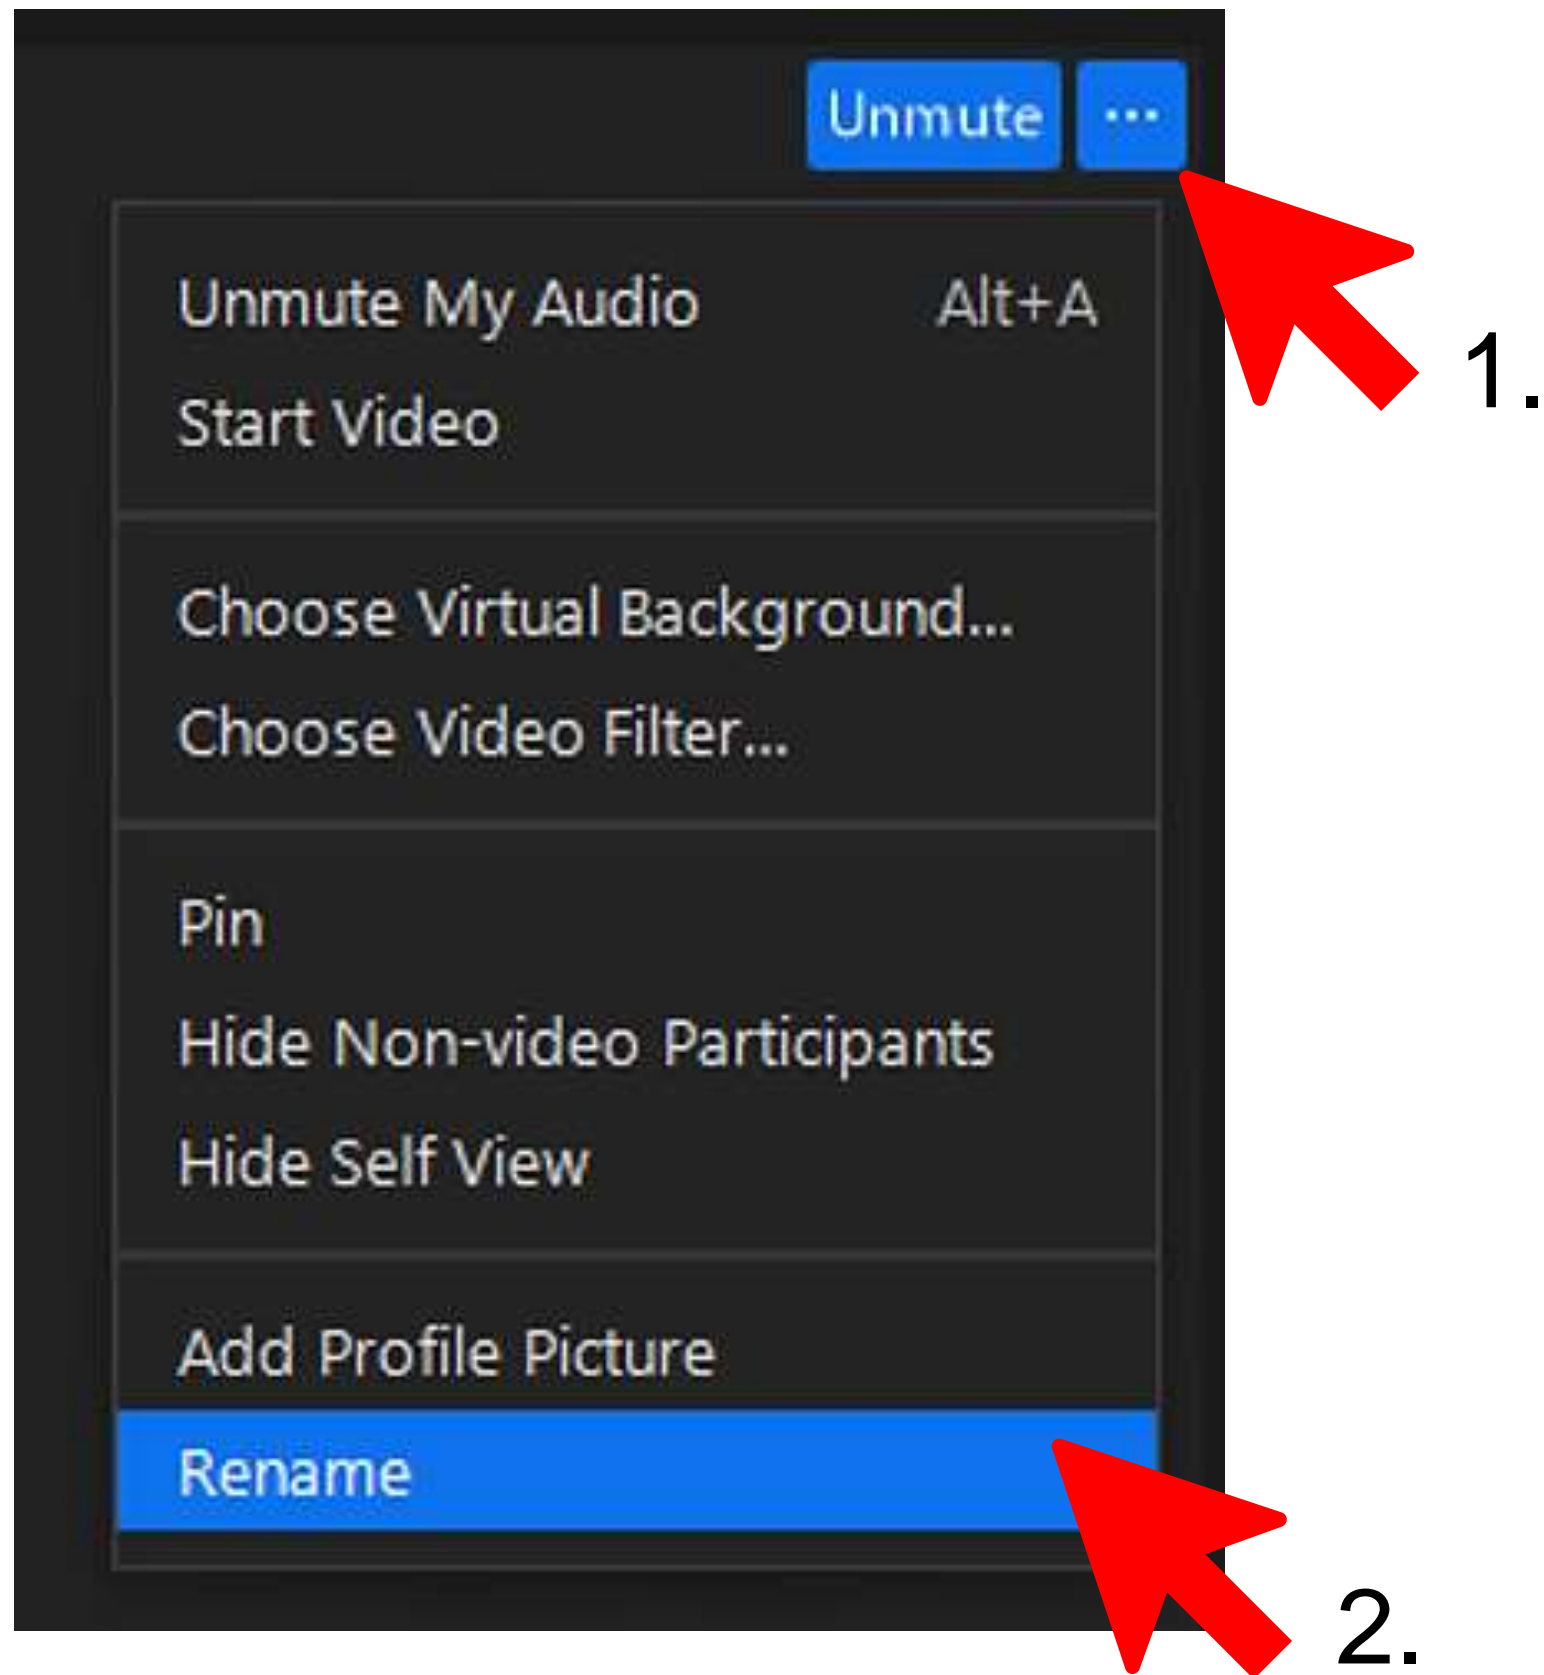 Unmute ...
Unmute My Audio Alt+A
1.
Start Video
Choose Virtual Background...
Choose Video Filter...
Pin
Hide Non-video Participants
Hide Self View
Add Profile Picture
Rename
2.